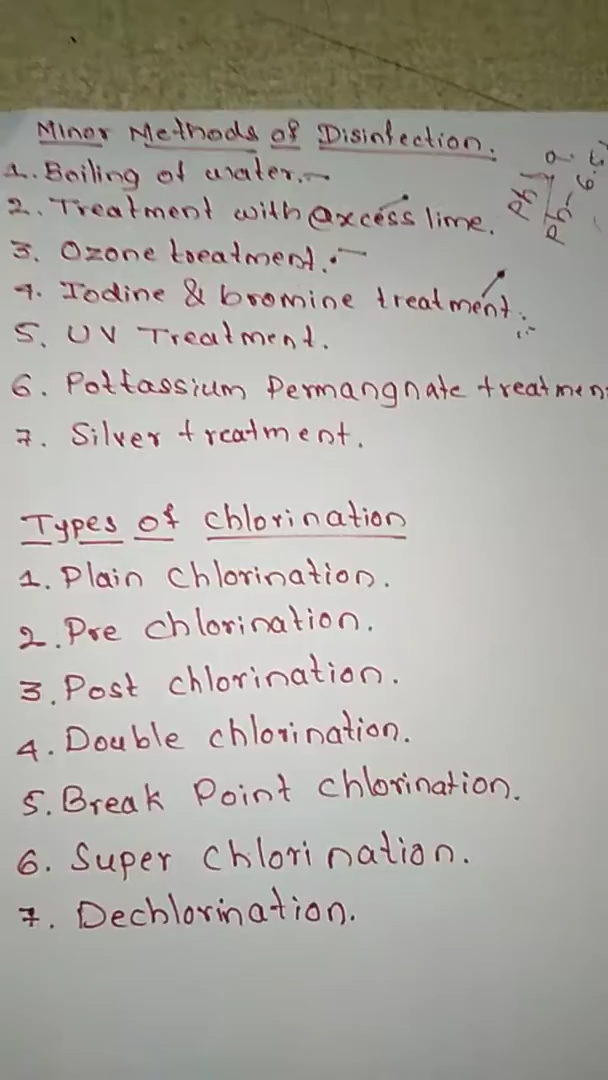 Minor Methods of Disinfection.
1. Boiling of water.
2. Treatment with excess lime.
3. Ozone treatment.
4. Iodine & bromine treatment.
5. UV Treatment.
6. Pottassium Permangnate treatmen
7. Silver treatment.
Types of chlorination
1. Plain chlorination.
2. Pre chlorination.
3. Post chlorination.
4. Double chlorination.
5. Break Point chlorination.
6. Super chlorination.
7. Dechlorination.